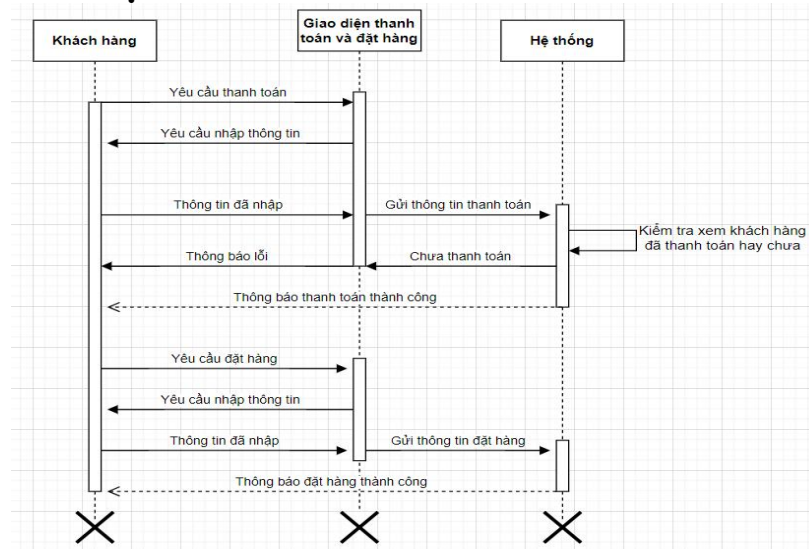 Khách hàng
Giao diện thanh
toán và đặt hàng
Hệ thống
Yêu cầu thanh toán
Yêu cầu nhập thông tin
Thông tin đã nhập
Gửi thông tin thanh toán
Kiểm tra xem khách hàng
đã thanh toán hay chưa
Thông báo lỗi
Chưa thanh toán
Thông báo thanh toán thành công
Yêu cầu đặt hàng
Yêu cầu nhập thông tin
Thông tin đã nhập
Gửi thông tin đặt hàng
Thông báo đặt hàng thành công